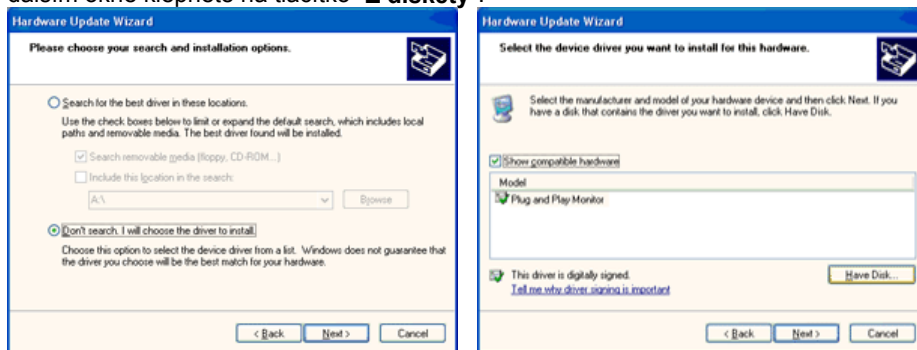 dalším okně klepněte na tlačítko "Z diskety".
Hardware Update Wizard
Please choose your search and installation options.
Search for the best driver in these locations.
Use the check boxes below to limit or expand the default search, which includes local
paths and removable media. The best driver found will be installed.
Search removable media (floppy, CD-ROM...)
Include this location in the search:
A:\
Browse
Don't search. I will choose the driver to install.
Choose this option to select the device driver from a list. Windows does not guarantee that
the driver you choose will be the best match for your hardware.
< Back
Next >
Cancel
Hardware Update Wizard
Select the device driver you want to install for this hardware.
Select the manufacturer and model of your hardware device and then click Next. If you
have a disk that contains the driver you want to install, click Have Disk.
Show compatible hardware
Model
Plug and Play Monitor
This driver is digitally signed.
Tell me why driver signing is important
Have Disk...
< Back
Next >
Cancel